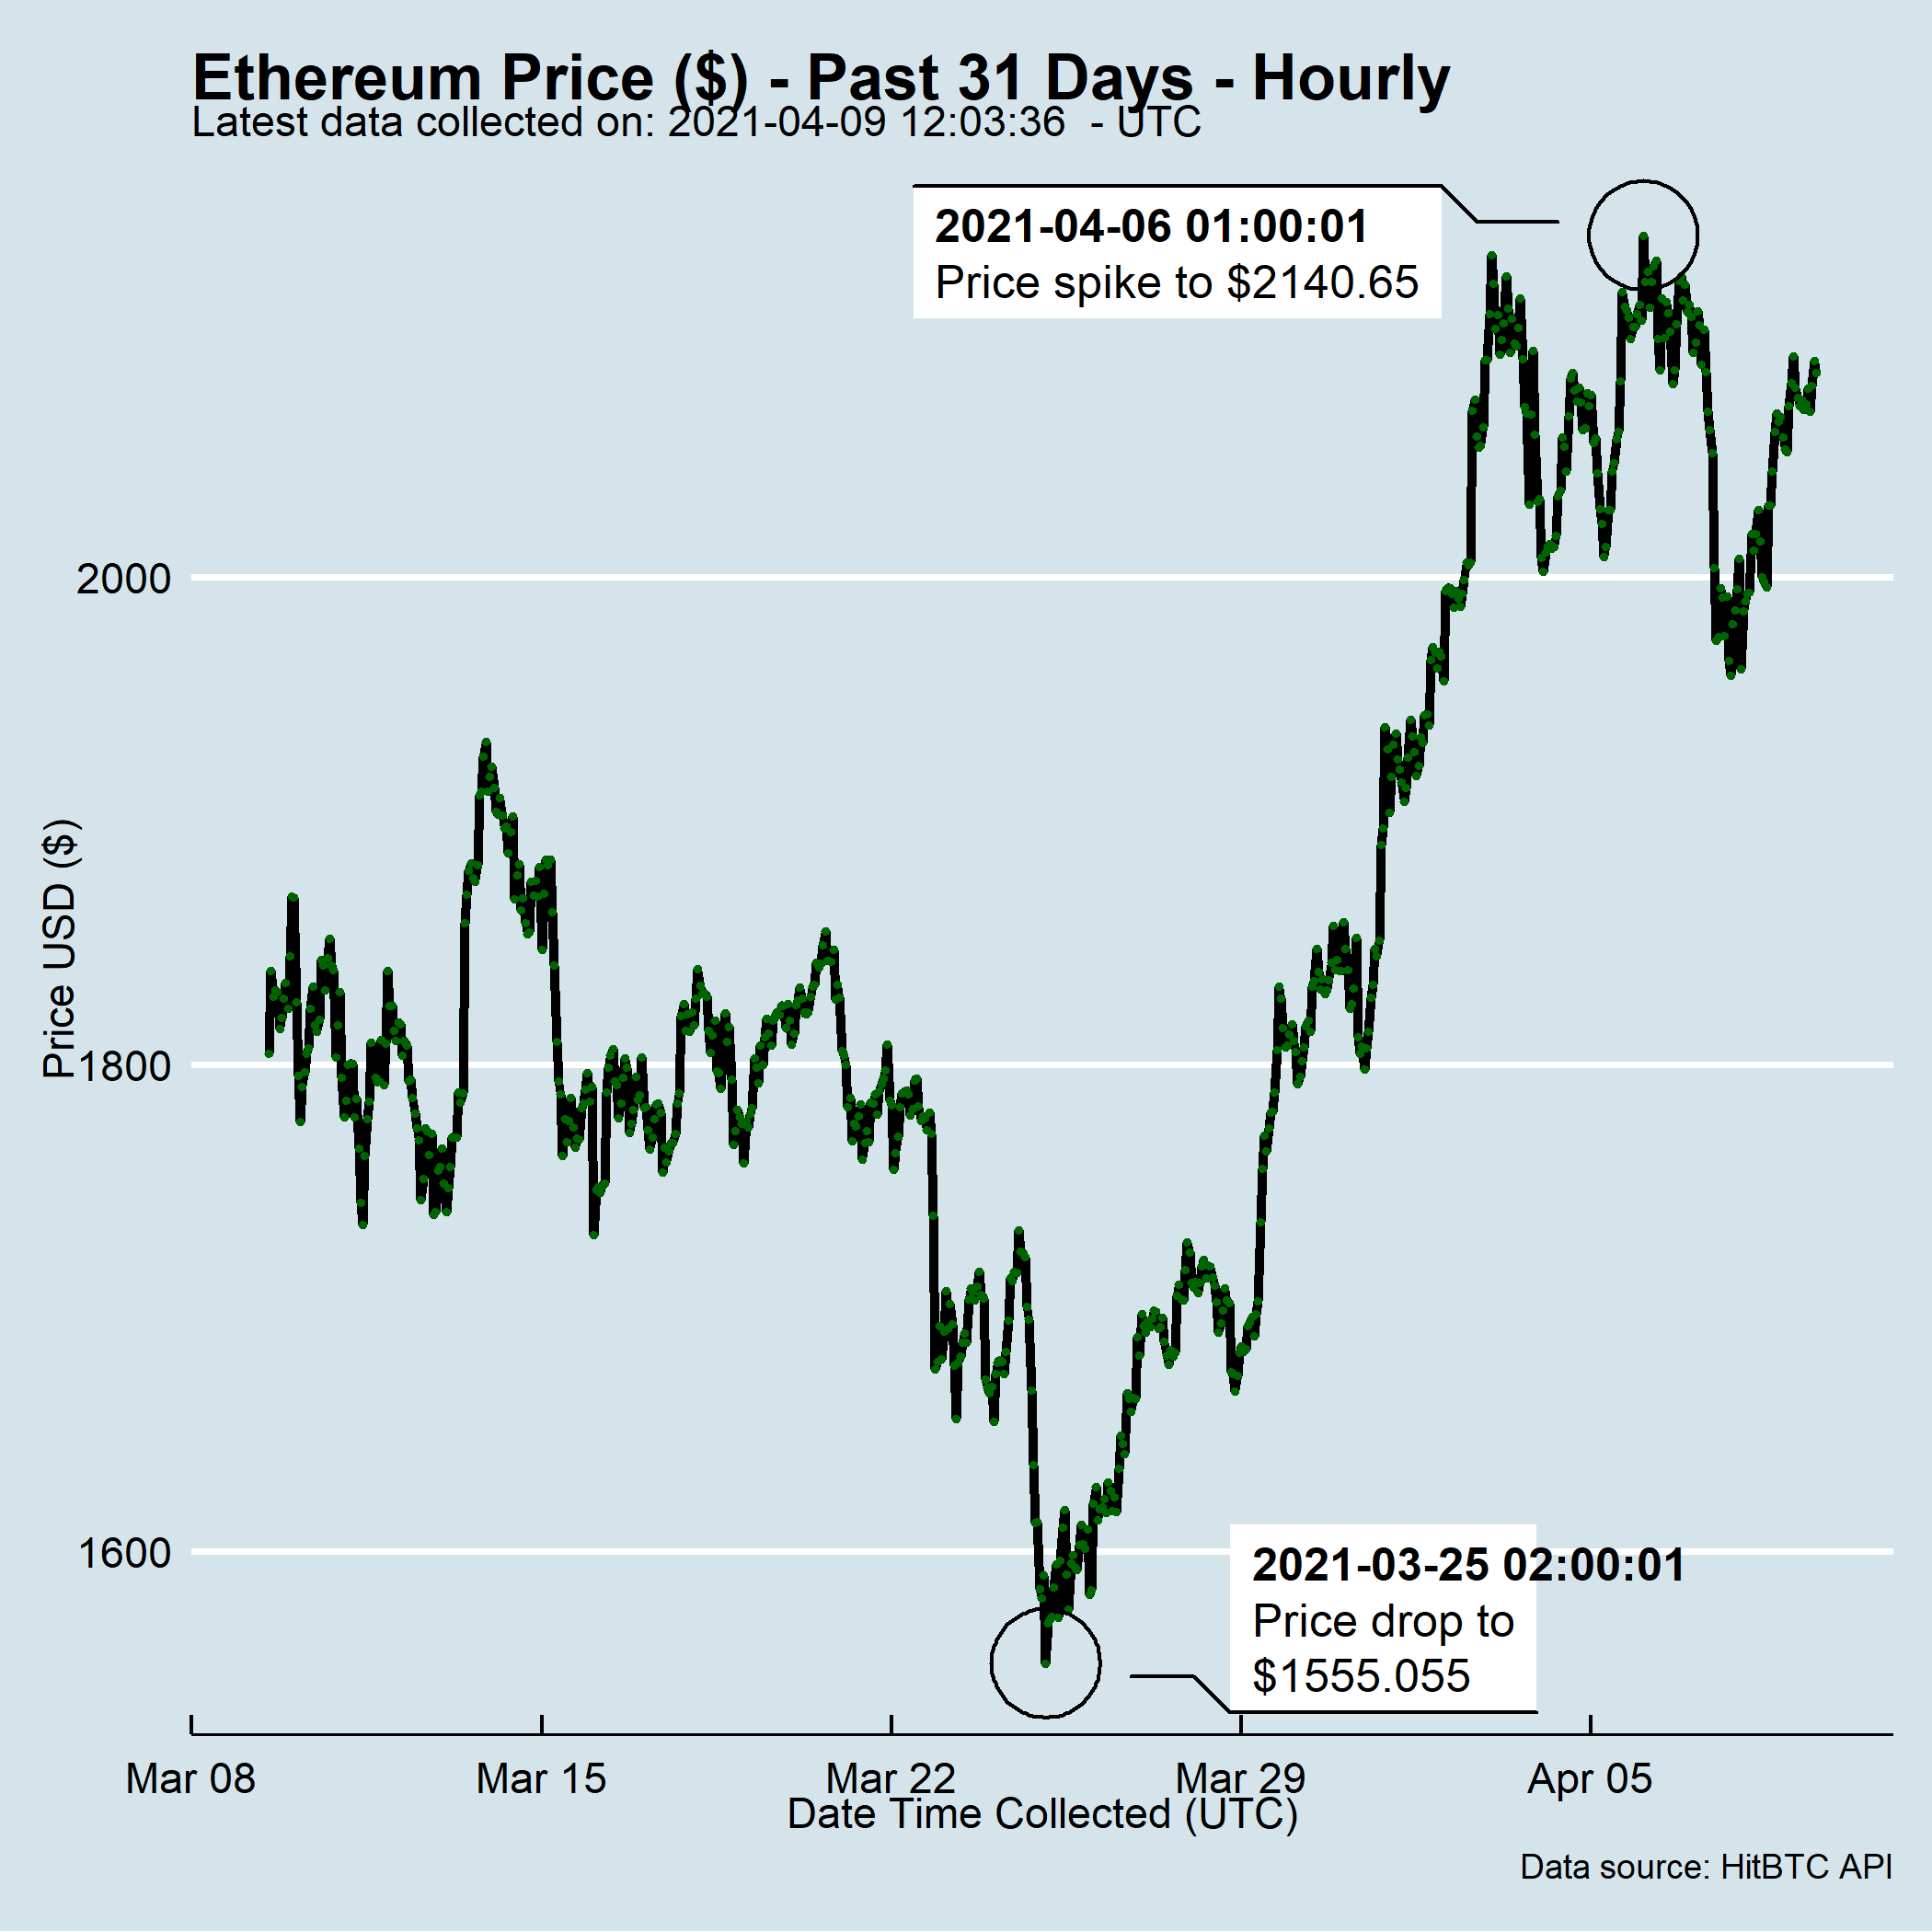 Ethereum Price ($) - Past 31 Days - Hourly
Latest data collected on: 2021-04-09 12:03:36  - UTC
2021-04-06 01:00:01
Price spike to $2140.65
2000
Price USD ($)
1800
1600
2021-03-25 02:00:01
Price drop to
$1555.055
Mar 08
Mar 15
Mar 22
Mar 29
Apr 05
Date Time Collected (UTC)
Data source: HitBTC API